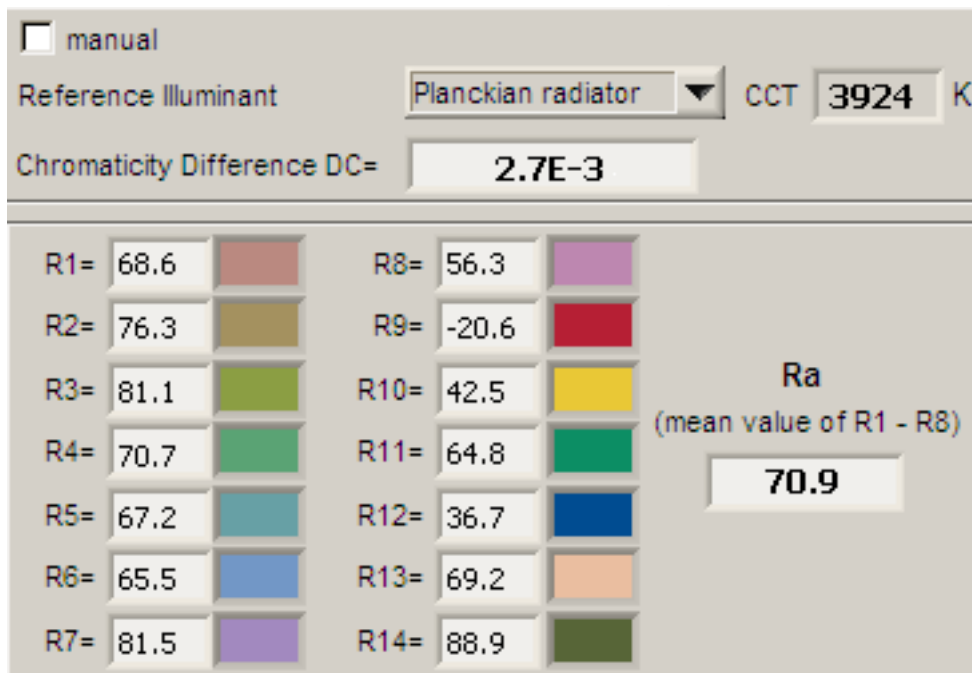 manual
Reference Illuminant Planckian radiator CCT 3924 K
Chromaticity Difference DC= 2.7E-3
R1= 68.6 R8= 56.3
R2= 76.3 R9= -20.6
R3= 81.1 R10= 42.5
R4= 70.7 R11= 64.8
R5= 67.2 R12= 36.7
R6= 65.5 R13= 69.2
R7= 81.5 R14= 88.9
Ra
(mean value of R1 - R8)
70.9